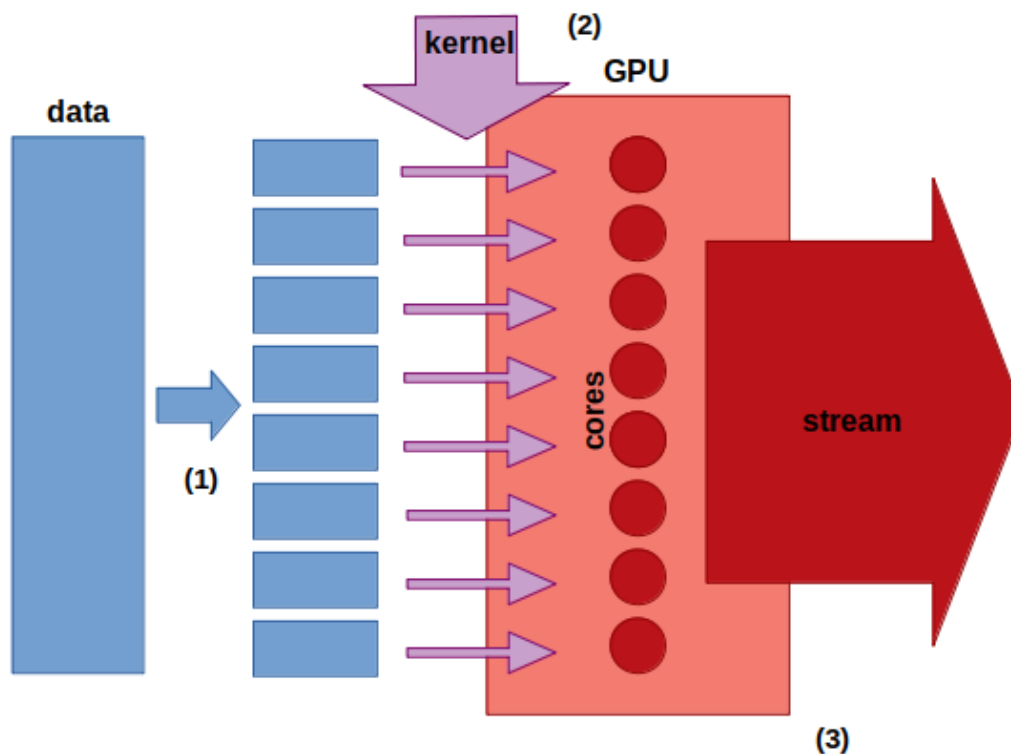 (2)
kernel
GPU
data
(1)
cores
stream
(3)